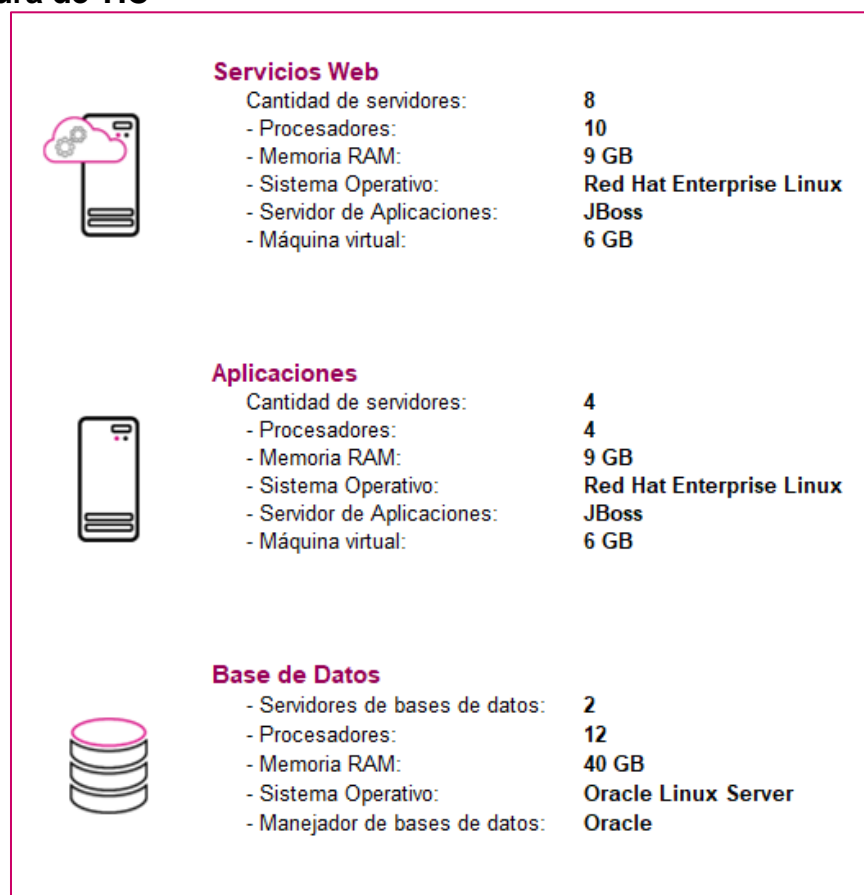 de TIC
Servicios Web
Cantidad de servidores: 8
- Procesadores: 10
- Memoria RAM: 9 GB
- Sistema Operativo: Red Hat Enterprise Linux
- Servidor de Aplicaciones: JBoss
- Máquina virtual: 6 GB
Aplicaciones
Cantidad de servidores: 4
- Procesadores: 4
- Memoria RAM: 9 GB
- Sistema Operativo: Red Hat Enterprise Linux
- Servidor de Aplicaciones: JBoss
- Máquina virtual: 6 GB
Base de Datos
- Servidores de bases de datos: 2
- Procesadores: 12
- Memoria RAM: 40 GB
- Sistema Operativo: Oracle Linux Server
- Manejador de bases de datos: Oracle